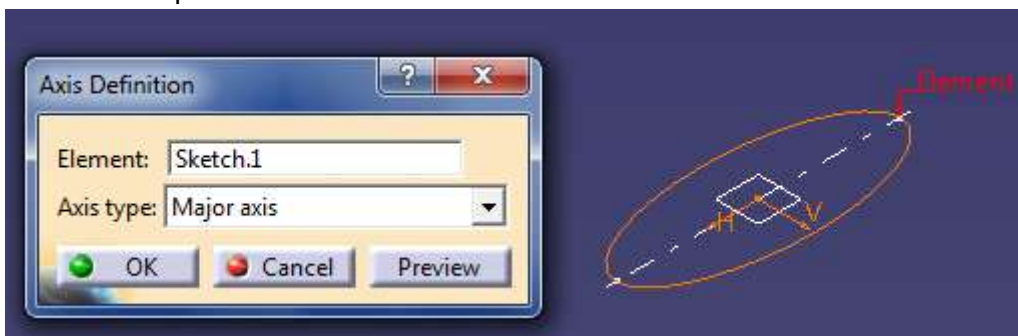 Axis Definition
Element: Sketch.1
Axis type: Major axis
OK Cancel Preview
Element
H V